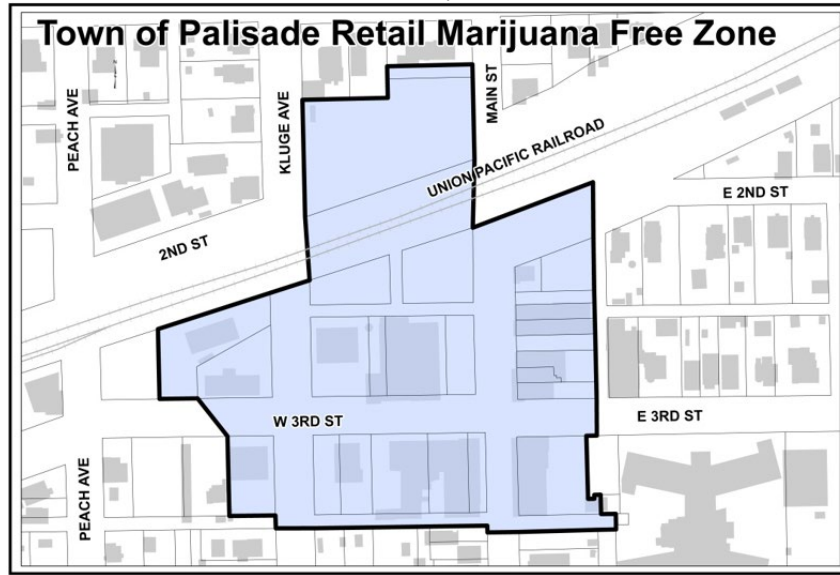 Town of Palisade Retail Marijuana Free Zone
PEACH AVE
KLUGE AVE
MAIN ST
UNION PACIFIC RAILROAD
E 2ND ST
2ND ST
W 3RD ST
E 3RD ST
PEACH AVE